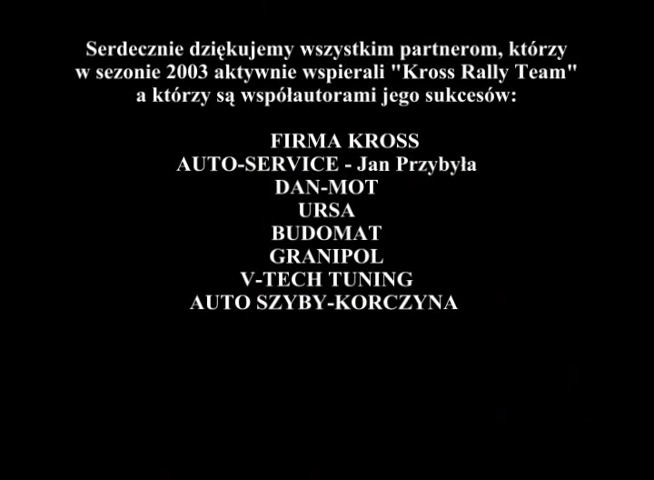 Serdecznie dziękujemy wszystkim partnerom, którzy
w sezonie 2003 aktywnie wspierali "Kross Rally Team"
a którzy są współautorami jego sukcesów:
FIRMA KROSS
AUTO-SERVICE - Jan Przybyła
DAN-MOT
URSA
BUDOMAT
GRANIPOL
V-TECH TUNING
AUTO SZYBY-KORCZYNA